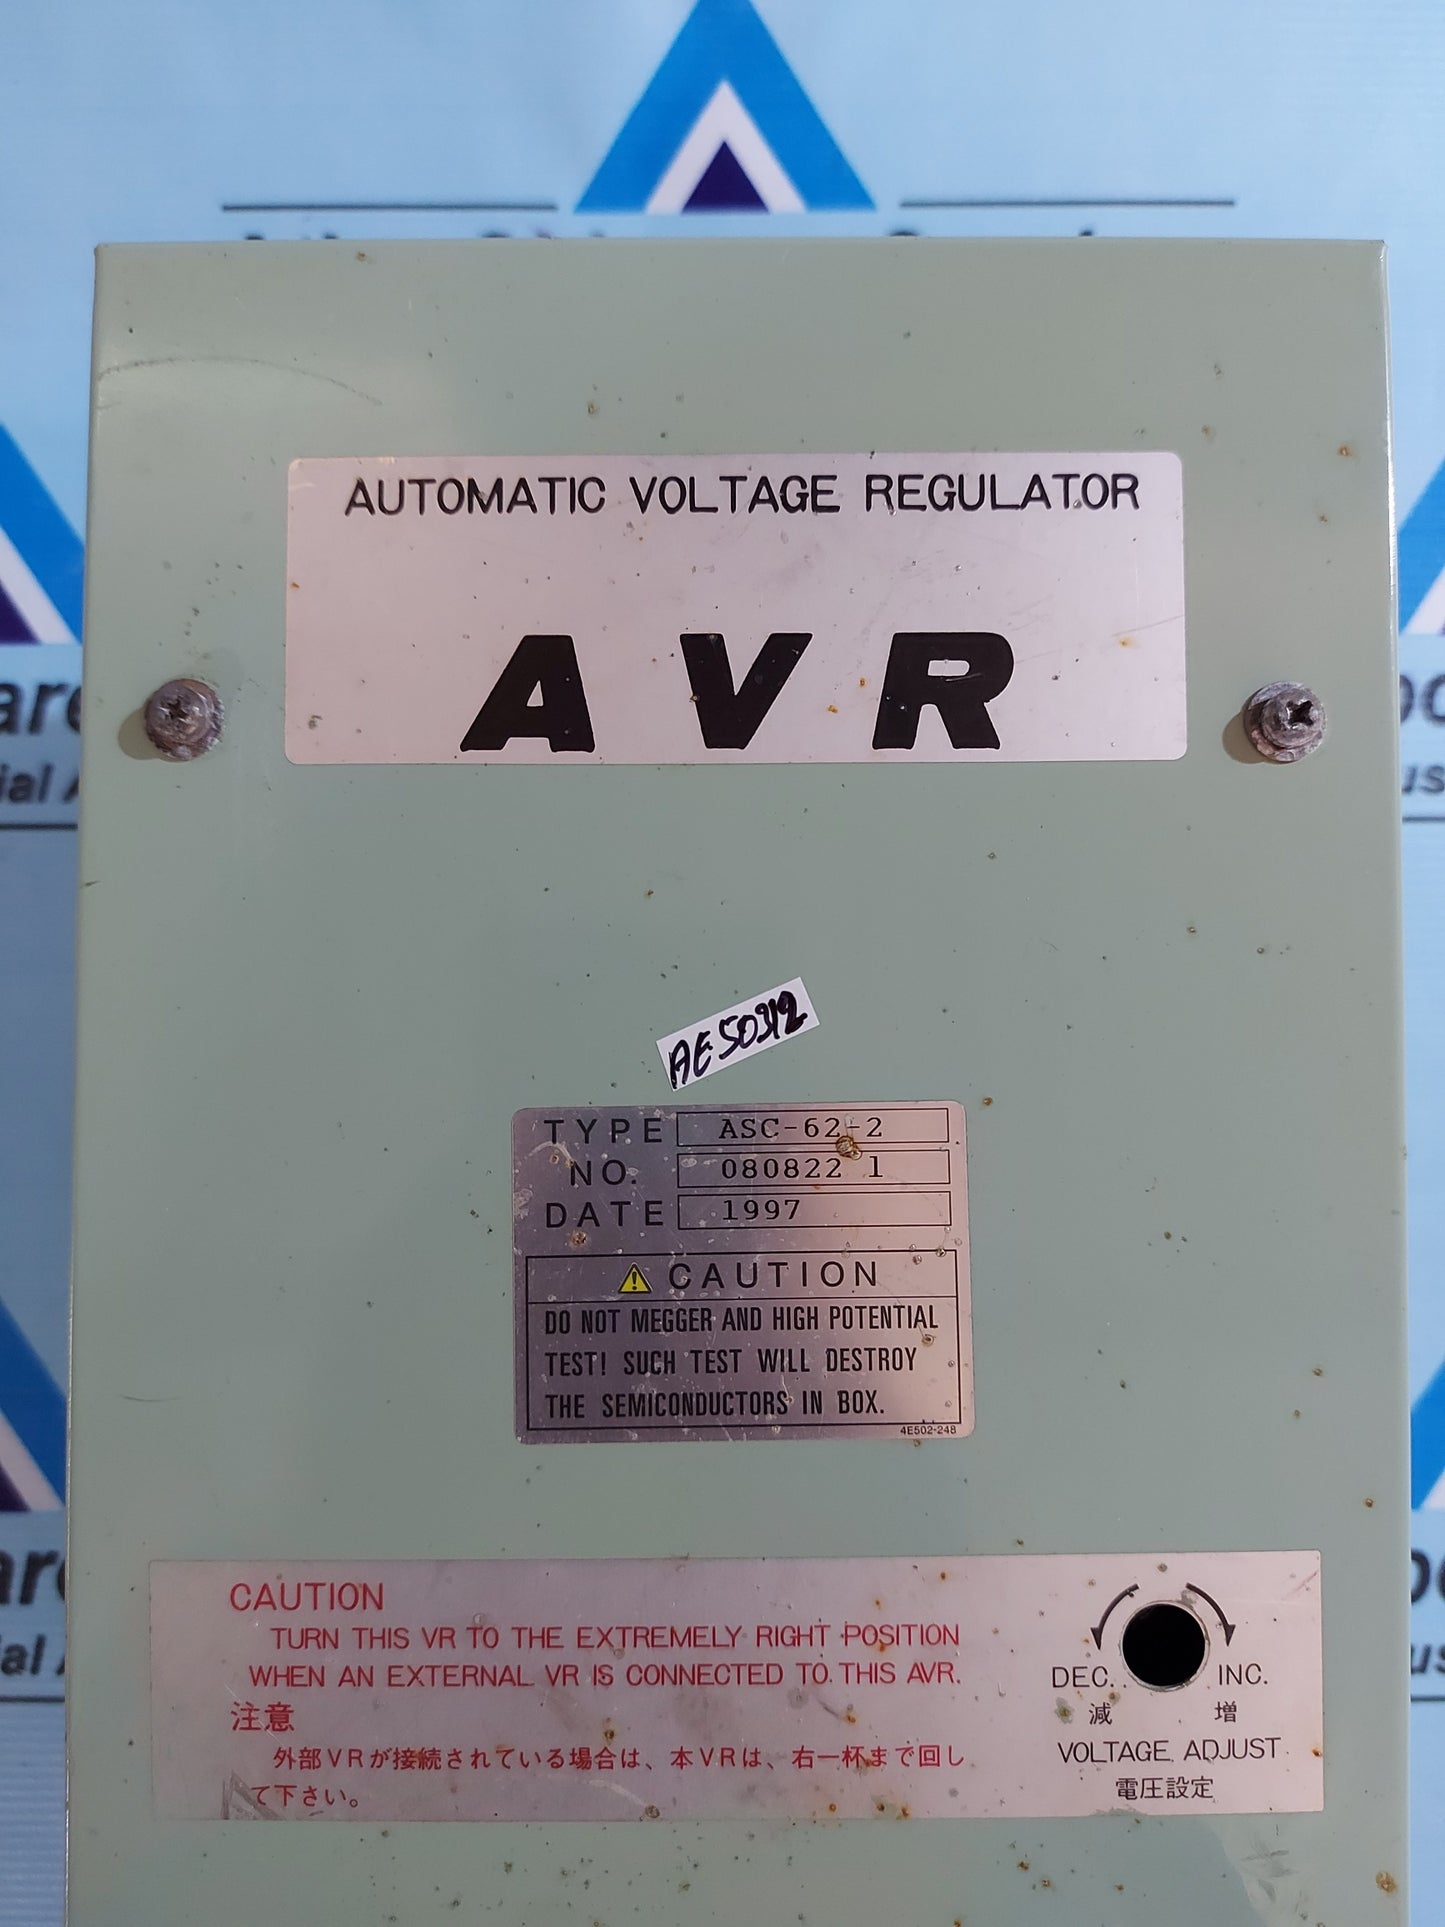 AUTOMATIC VOLTAGE REGULATOR
AVR
AE50312
TYPE ASC-62-2
NO. 080822 1
DATE 1997
CAUTION
DO NOT MEGGER AND HIGH POTENTIAL
TEST! SUCH TEST WILL DESTROY
THE SEMICONDUCTORS IN BOX.
4E502-248
CAUTION
TURN THIS VR TO THE EXTREMELY RIGHT POSITION
WHEN AN EXTERNAL VR IS CONNECTED TO THIS AVR.
注意
外部VRが接続されている場合は、本VRは、右一杯まで回し
て下さい。
DEC. INC.
減 増
VOLTAGE ADJUST
電圧設定